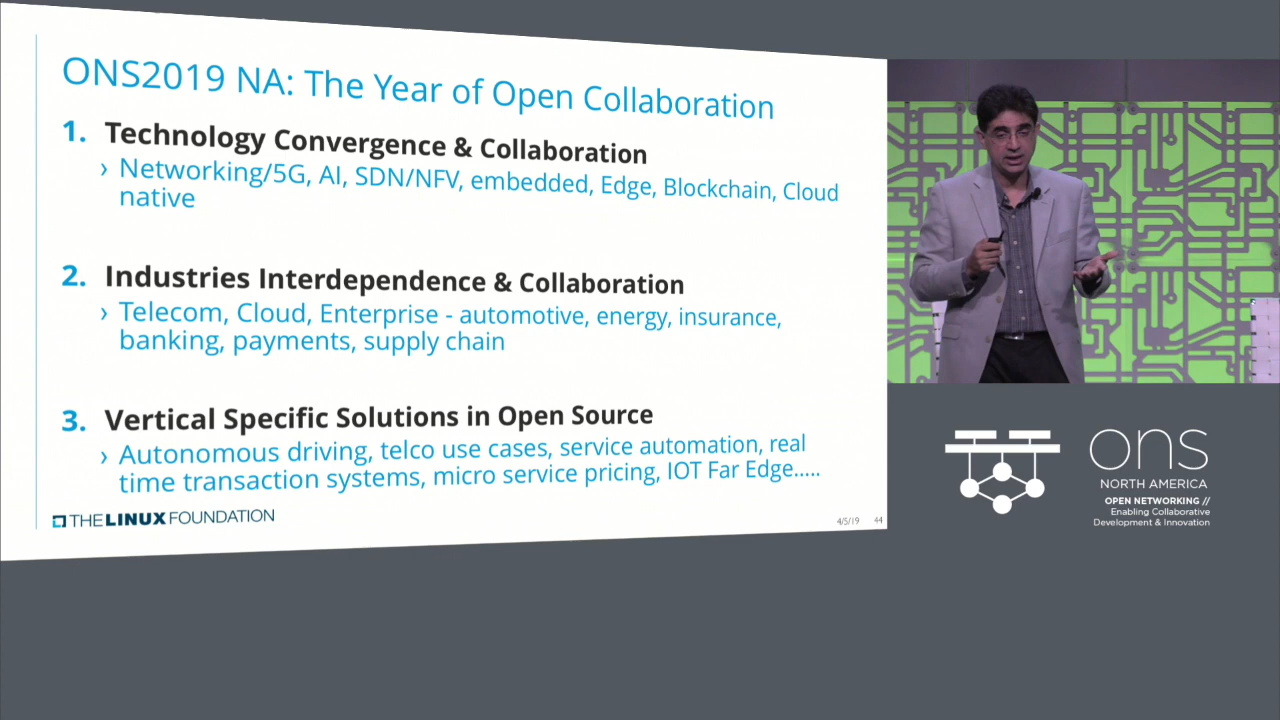 ONS2019 NA: The Year of Open Collaboration
1. Technology Convergence & Collaboration
› Networking/5G, AI, SDN/NFV, embedded, Edge, Blockchain, Cloud
native
2. Industries Interdependence & Collaboration
› Telecom, Cloud, Enterprise - automotive, energy, insurance,
banking, payments, supply chain
3. Vertical Specific Solutions in Open Source
› Autonomous driving, telco use cases, service automation, real
time transaction systems, micro service pricing, IOT Far Edge.....
THE LINUX FOUNDATION
4/5/19 44
ons
NORTH AMERICA
OPEN NETWORKING //
Enabling Collaborative
Development & Innovation